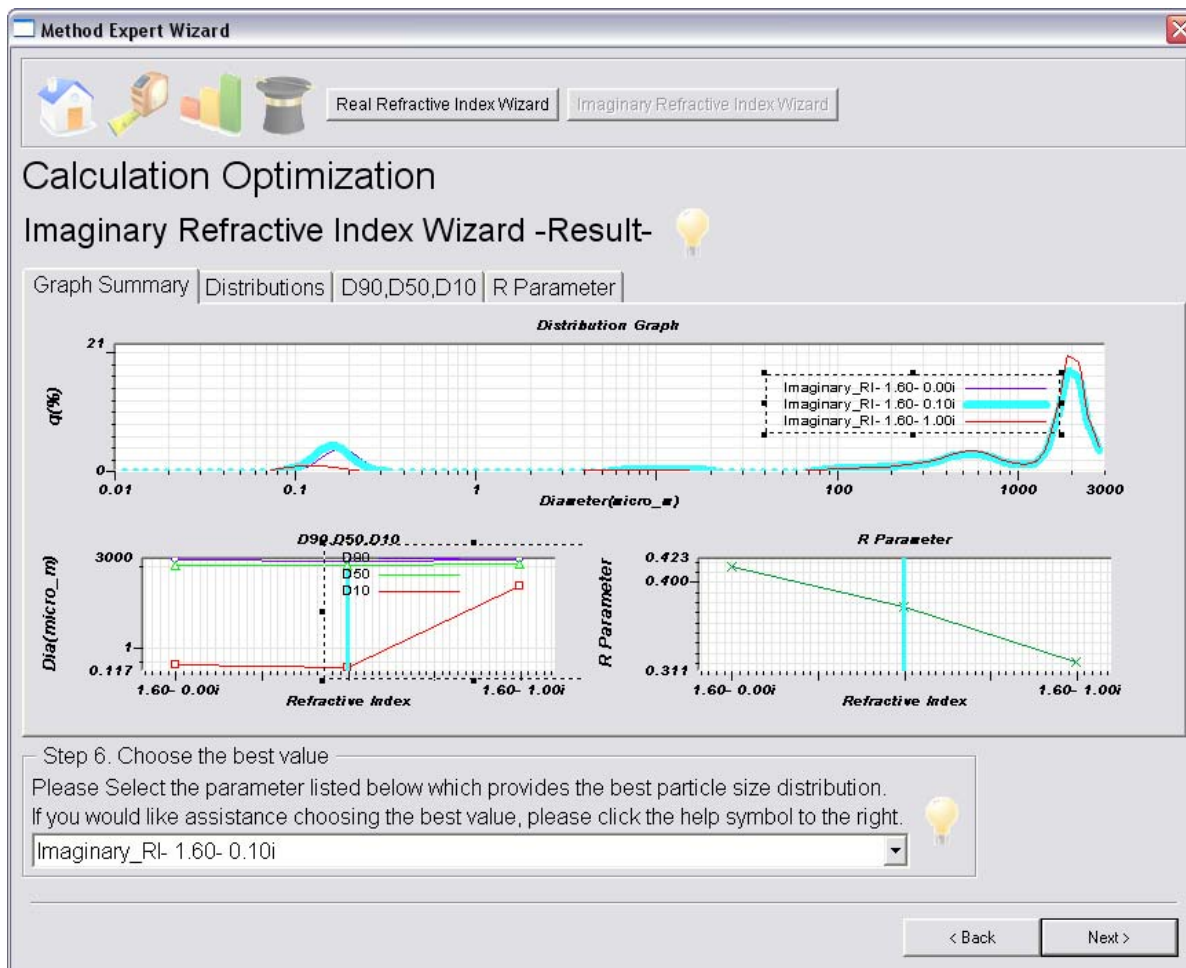 Method Expert Wizard
Real Refractive Index Wizard
Imaginary Refractive Index Wizard
Calculation Optimization
Imaginary Refractive Index Wizard -Result-
Graph Summary
Distributions
D90,D50,D10
R Parameter
Distribution Graph
21
q(%)
0
Imaginary_RI- 1.60- 0.00i
Imaginary_RI- 1.60- 0.10i
Imaginary_RI- 1.60- 1.00i
0.01 0.1 1 100 1000 3000
Diameter(micro_m)
D90,D50,D10
3000
Dia(micro_m)
1
0.117
D90
D50
D10
1.60- 0.00i 1.60- 1.00i
Refractive Index
R Parameter
0.423
0.400
R Parameter
0.311
1.60- 0.00i 1.60- 1.00i
Refractive Index
Step 6. Choose the best value
Please Select the parameter listed below which provides the best particle size distribution.
If you would like assistance choosing the best value, please click the help symbol to the right.
Imaginary_RI- 1.60- 0.10i
< Back
Next >